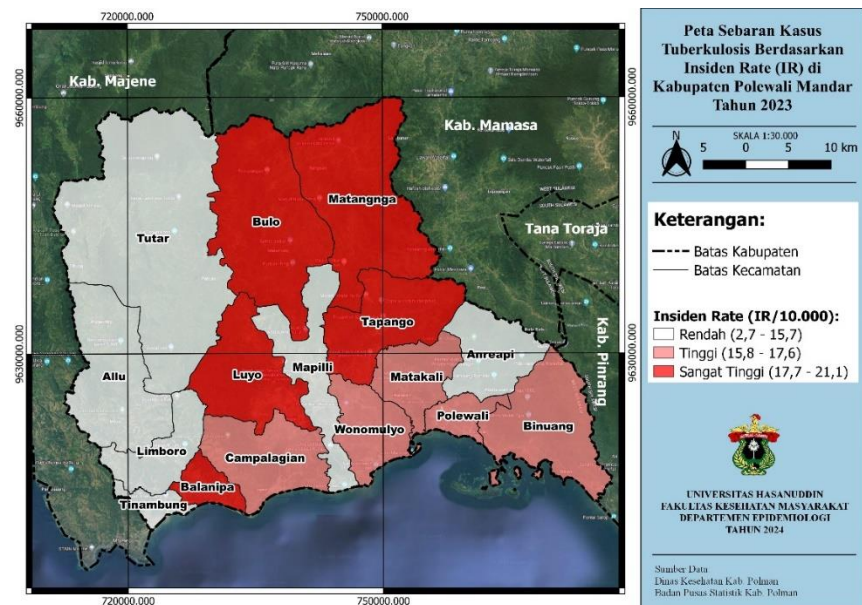 720000.000
750000.000
9660000.000
9660000.000
9630000.000
9630000.000
720000.000
750000.000
Kab. Majene
Kab. Mamasa
Tana Toraja
Kab. Pinrang
WEST SULAWESI
SOUTH SULAWESI
Tutar
Bulo
Matangnga
Tapango
Anreapi
Mapilli
Luyo
Allu
Matakali
Polewali
Binuang
Wonomulyo
Limboro
Campalagian
Balanipa
Tinambung
Peta Sebaran Kasus
Tuberkulosis Berdasarkan
Insiden Rate (IR) di
Kabupaten Polewali Mandar
Tahun 2023
N
SKALA 1:30.000
5 0 5 10 km
Keterangan:
Batas Kabupaten
Batas Kecamatan
Insiden Rate (IR/10.000):
Rendah (2,7 - 15,7)
Tinggi (15,8 - 17,6)
Sangat Tinggi (17,7 - 21,1)
UNIVERSITAS HASANUDDIN
FAKULTAS KESEHATAN MASYARAKAT
DEPARTEMEN EPIDEMIOLOGI
TAHUN 2024
Sumber Data:
Dinas Kesehatan Kab. Polman
Badan Pusas Statistik Kab. Polman